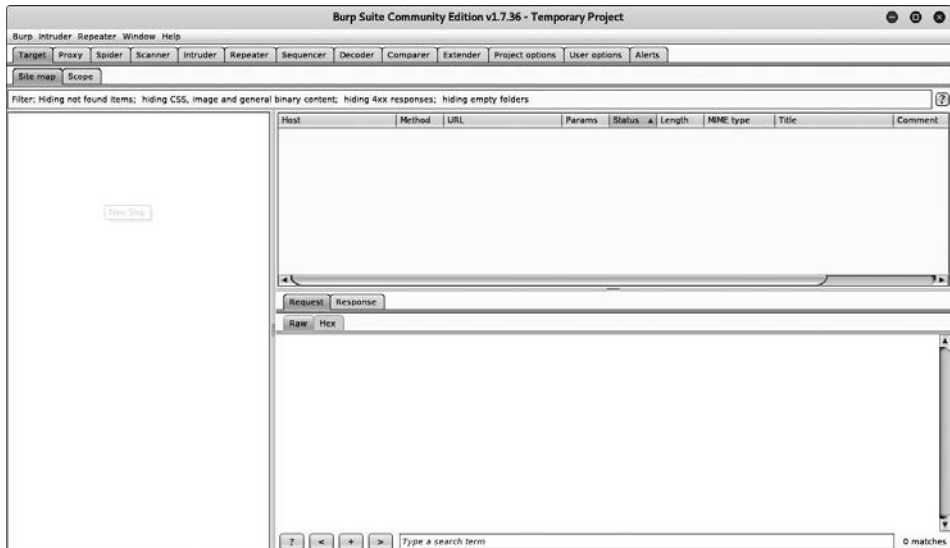 Burp Suite Community Edition v1.7.36 - Temporary Project
Burp Intruder Repeater Window Help
Target Proxy Spider Scanner Intruder Repeater Sequencer Decoder Comparer Extender Project options User options Alerts
Site map Scope
Filter: Hiding not found items; hiding CSS, image and general binary content; hiding 4xx responses; hiding empty folders ?
Host Method URL Params Status ▲ Length MIME type Title Comment
Request Response
Raw Hex
? < + > Type a search term 0 matches